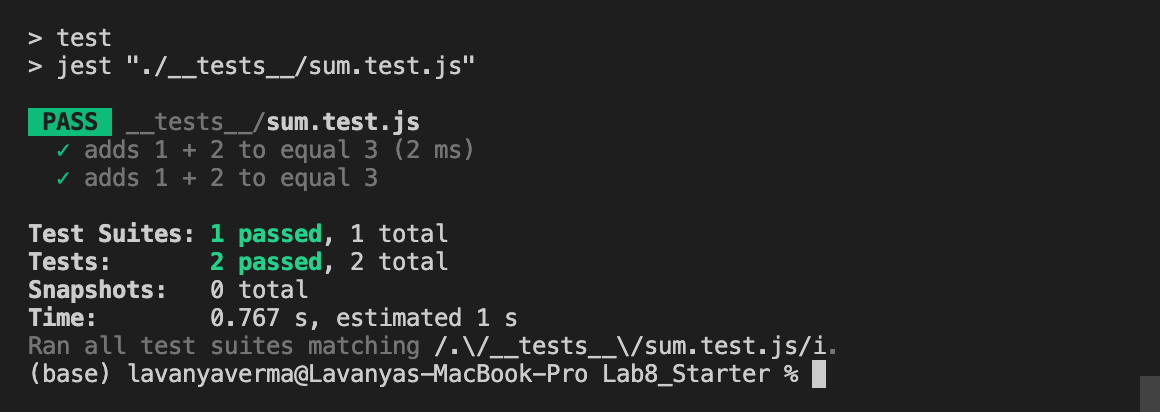 > test
> jest "./__tests__/sum.test.js"
PASS __tests__/sum.test.js
✓ adds 1 + 2 to equal 3 (2 ms)
✓ adds 1 + 2 to equal 3
Test Suites: 1 passed, 1 total
Tests: 2 passed, 2 total
Snapshots: 0 total
Time: 0.767 s, estimated 1 s
Ran all test suites matching /.\/__tests__\/sum.test.js/i.
(base) lavanyaverma@Lavanyas-MacBook-Pro Lab8_Starter %